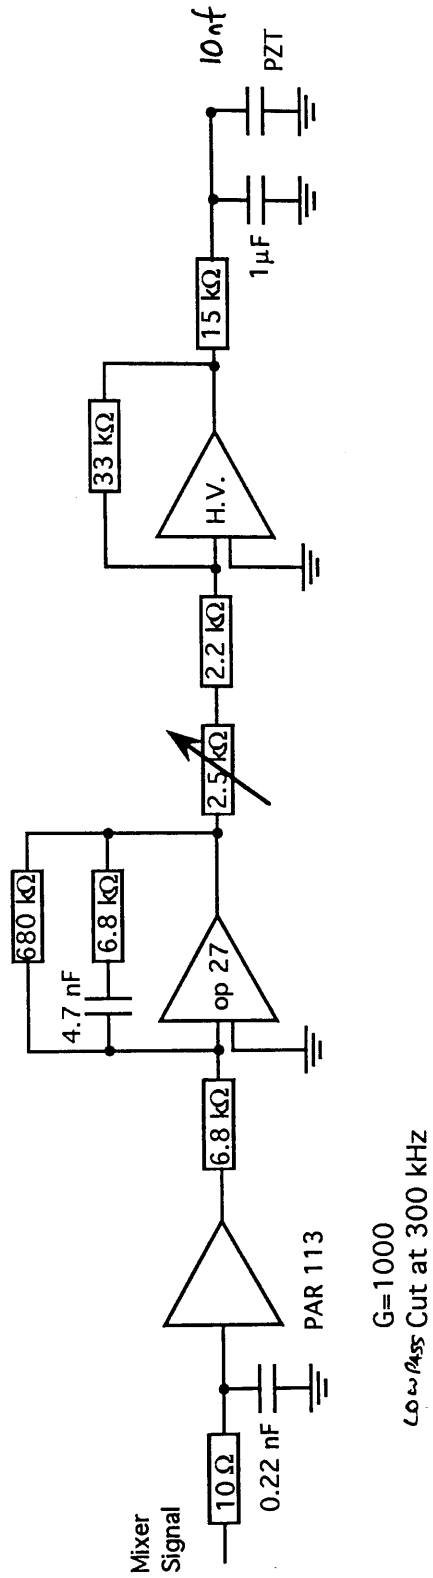 Mixer
Signal
10 Ω
0.22 nF
PAR 113
G=1000
LOW PASS Cut at 300 kHz
6.8 kΩ
4.7 nF
6.8 kΩ
680 kΩ
op 27
2.5 kΩ
2.2 kΩ
33 kΩ
H.V.
15 kΩ
1μF
10nf
PZT